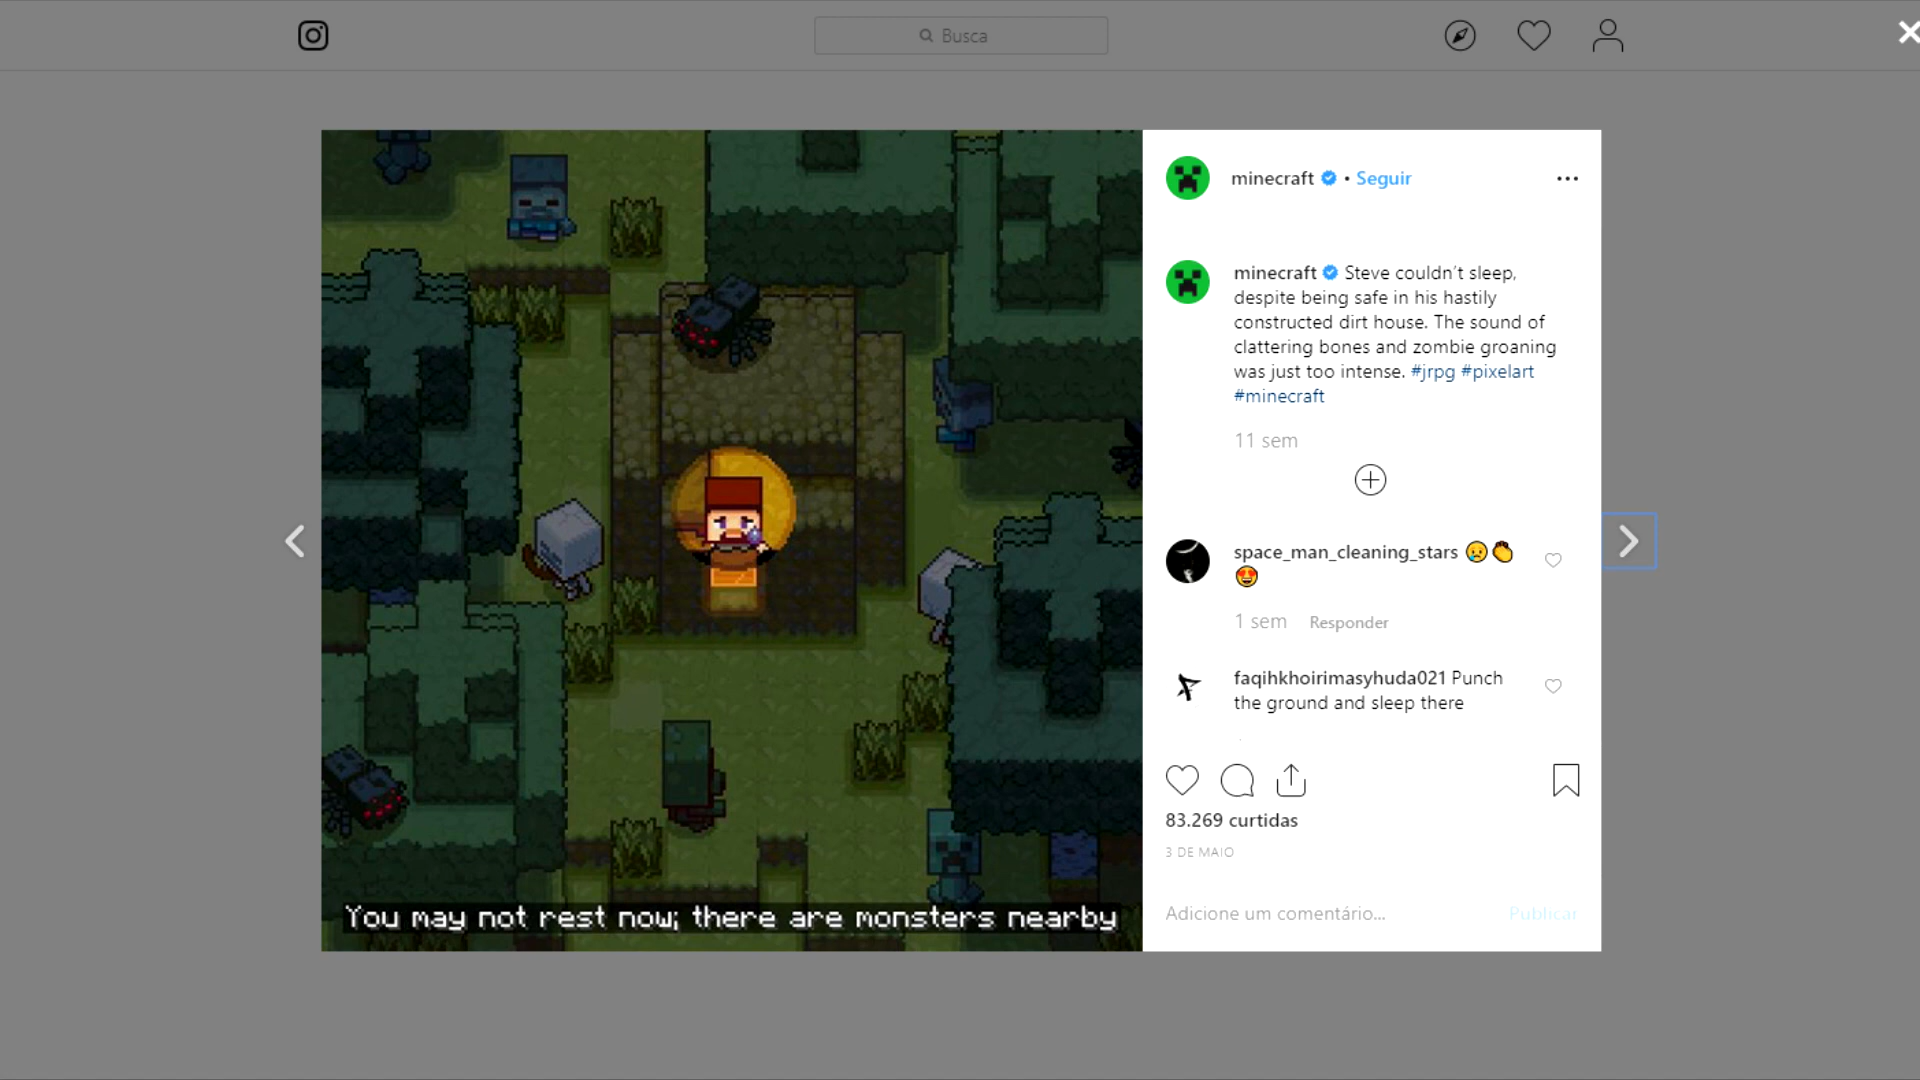 Busca
minecraft • Seguir
minecraft Steve couldn't sleep,
despite being safe in his hastily
constructed dirt house. The sound of
clattering bones and zombie groaning
was just too intense. #jrpg #pixelart
#minecraft
11 sem
space_man_cleaning_stars 😢👏
😍
1 sem Responder
faqihkhoirimasyhuda021 Punch
the ground and sleep there
83.269 curtidas
3 DE MAIO
Adicione um comentário... Publicar
You may not rest now; there are monsters nearby